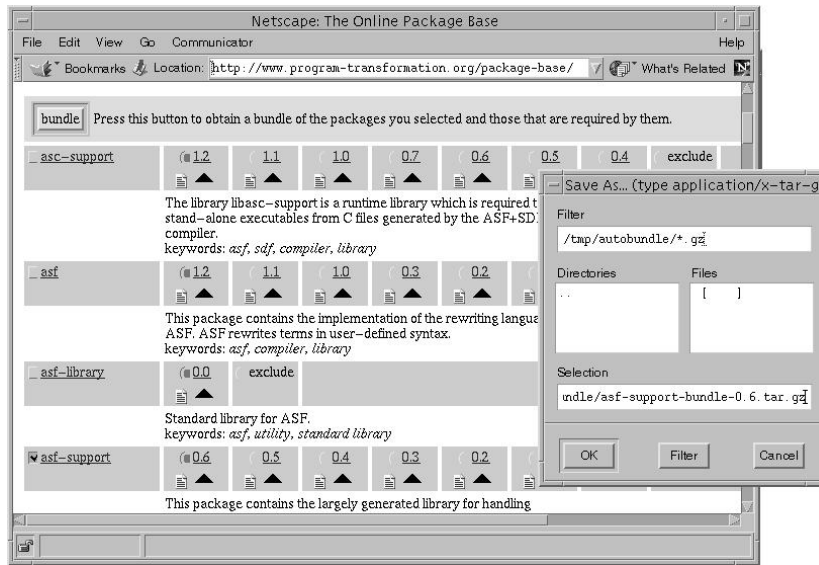 Netscape: The Online Package Base
File Edit View Go Communicator Help
Bookmarks Location: http://www.program-transformation.org/package-base/ What's Related N
bundle Press this button to obtain a bundle of the packages you selected and those that are required by them.
asc-support 1.2 1.1 1.0 0.7 0.6 0.5 0.4 exclude
The library libasc-support is a runtime library which is required t
stand-alone executables from C files generated by the ASF+SD
compiler.
keywords: asf, sdf, compiler, library
asf 1.2 1.1 1.0 0.3 0.2
This package contains the implementation of the rewriting langua
ASF. ASF rewrites terms in user-defined syntax.
keywords: asf, compiler, library
asf-library 0.0 exclude
Standard library for ASF.
keywords: asf, utility, standard library
asf-support 0.6 0.5 0.4 0.3 0.2
This package contains the largely generated library for handling
Save As... (type application/x-tar-g
Filter
/tmp/autobundle/*.gz
Directories Files
.. [ ]
Selection
undle/asf-support-bundle-0.6.tar.gz
OK Filter Cancel